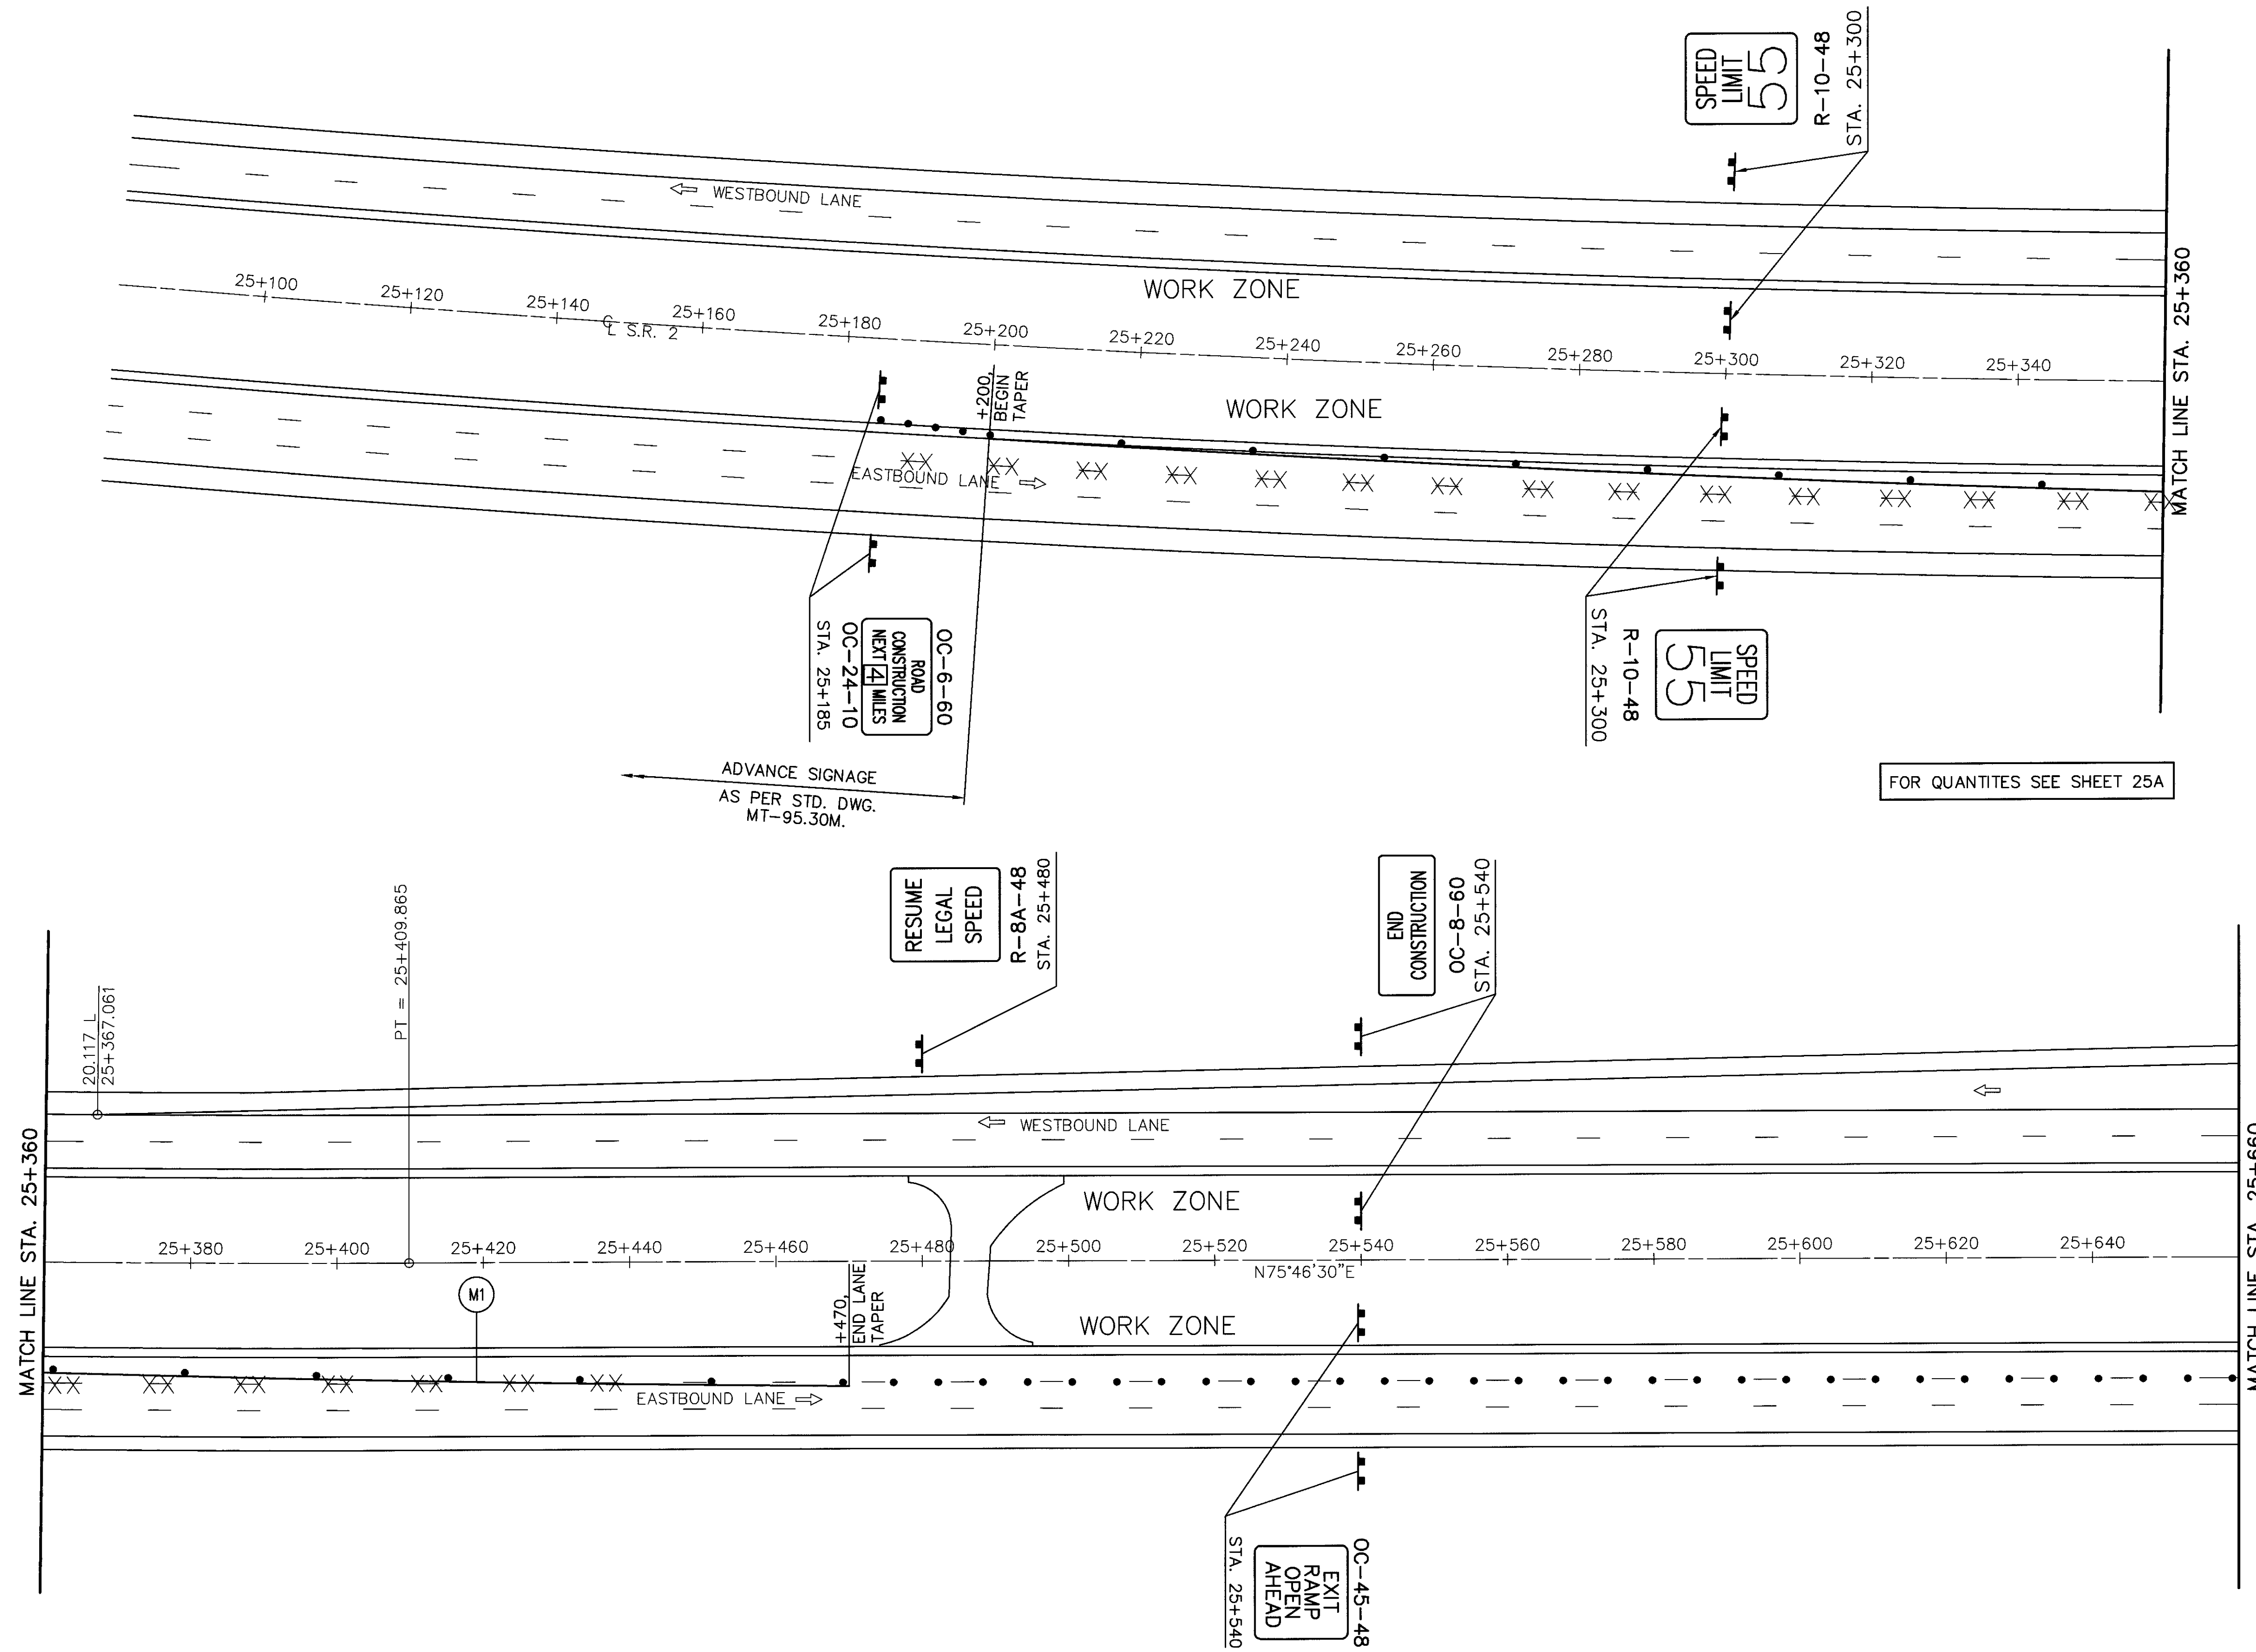 SPEED
LIMIT
55
R-10-48
STA. 25+300
WESTBOUND LANE
WORK ZONE
25+100
25+120
25+140
25+160
25+180
25+200
25+220
25+240
25+260
25+280
25+300
25+320
25+340
℄ S.R. 2
MATCH LINE STA. 25+360
+200,
BEGIN
TAPER
WORK ZONE
EASTBOUND LANE
OC-6-60
ROAD
CONSTRUCTION
NEXT 4 MILES
OC-24-10
STA. 25+185
SPEED
LIMIT
55
R-10-48
STA. 25+300
ADVANCE SIGNAGE
AS PER STD. DWG.
MT-95.30M.
FOR QUANTITES SEE SHEET 25A
RESUME
LEGAL
SPEED
R-8A-48
STA. 25+480
END
CONSTRUCTION
OC-8-60
STA. 25+540
20.117 L
25+367.061
PT = 25+409.865
WESTBOUND LANE
MATCH LINE STA. 25+360
WORK ZONE
25+380
25+400
25+420
25+440
25+460
25+480
25+500
25+520
25+540
25+560
25+580
25+600
25+620
25+640
N75°46'30"E
M1
+470,
END LANE
TAPER
WORK ZONE
EASTBOUND LANE
MATCH LINE STA. 25+660
OC-45-48
EXIT
RAMP
OPEN
AHEAD
STA. 25+540